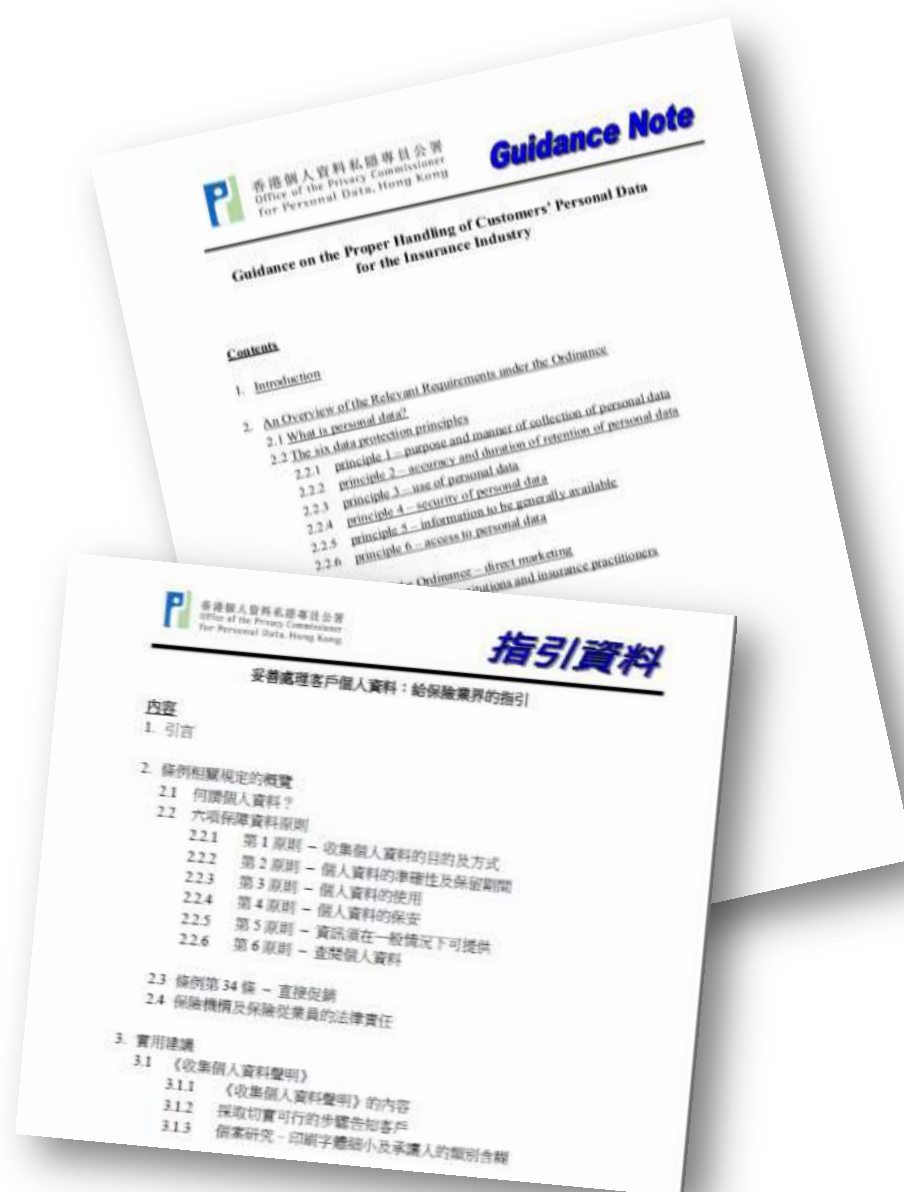 香港個人資料私隱專員公署
Office of the Privacy Commissioner
for Personal Data, Hong Kong
Guidance Note
Guidance on the Proper Handling of Customers' Personal Data
for the Insurance Industry
Contents
1. Introduction
2. An Overview of the Relevant Requirements under the Ordinance
2.1 What is personal data?
2.2 The six data protection principles
2.2.1 principle 1 – purpose and manner of collection of personal data
2.2.2 principle 2 – accuracy and duration of retention of personal data
2.2.3 principle 3 – use of personal data
2.2.4 principle 4 – security of personal data
2.2.5 principle 5 – information to be generally available
2.2.6 principle 6 – access to personal data
Ordinance – direct marketing
and insurance practitioners
香港個人資料私隱專員公署
Office of the Privacy Commissioner
for Personal Data, Hong Kong
指引資料
妥善處理客戶個人資料：給保險業界的指引
內容
1. 引言
2. 條例相關規定的概覽
2.1 何謂個人資料？
2.2 六項保障資料原則
2.2.1 第 1 原則 – 收集個人資料的目的及方式
2.2.2 第 2 原則 – 個人資料的準確性及保留期間
2.2.3 第 3 原則 – 個人資料的使用
2.2.4 第 4 原則 – 個人資料的保安
2.2.5 第 5 原則 – 資訊須在一般情況下可提供
2.2.6 第 6 原則 – 查閱個人資料
2.3 條例第 34 條 – 直接促銷
2.4 保險機構及保險從業員的法律責任
3. 實用建議
3.1 《收集個人資料聲明》
3.1.1 《收集個人資料聲明》的內容
3.1.2 採取切實可行的步驟告知客戶
3.1.3 個案研究 - 印刷字體細小及承讓人的類別含糊